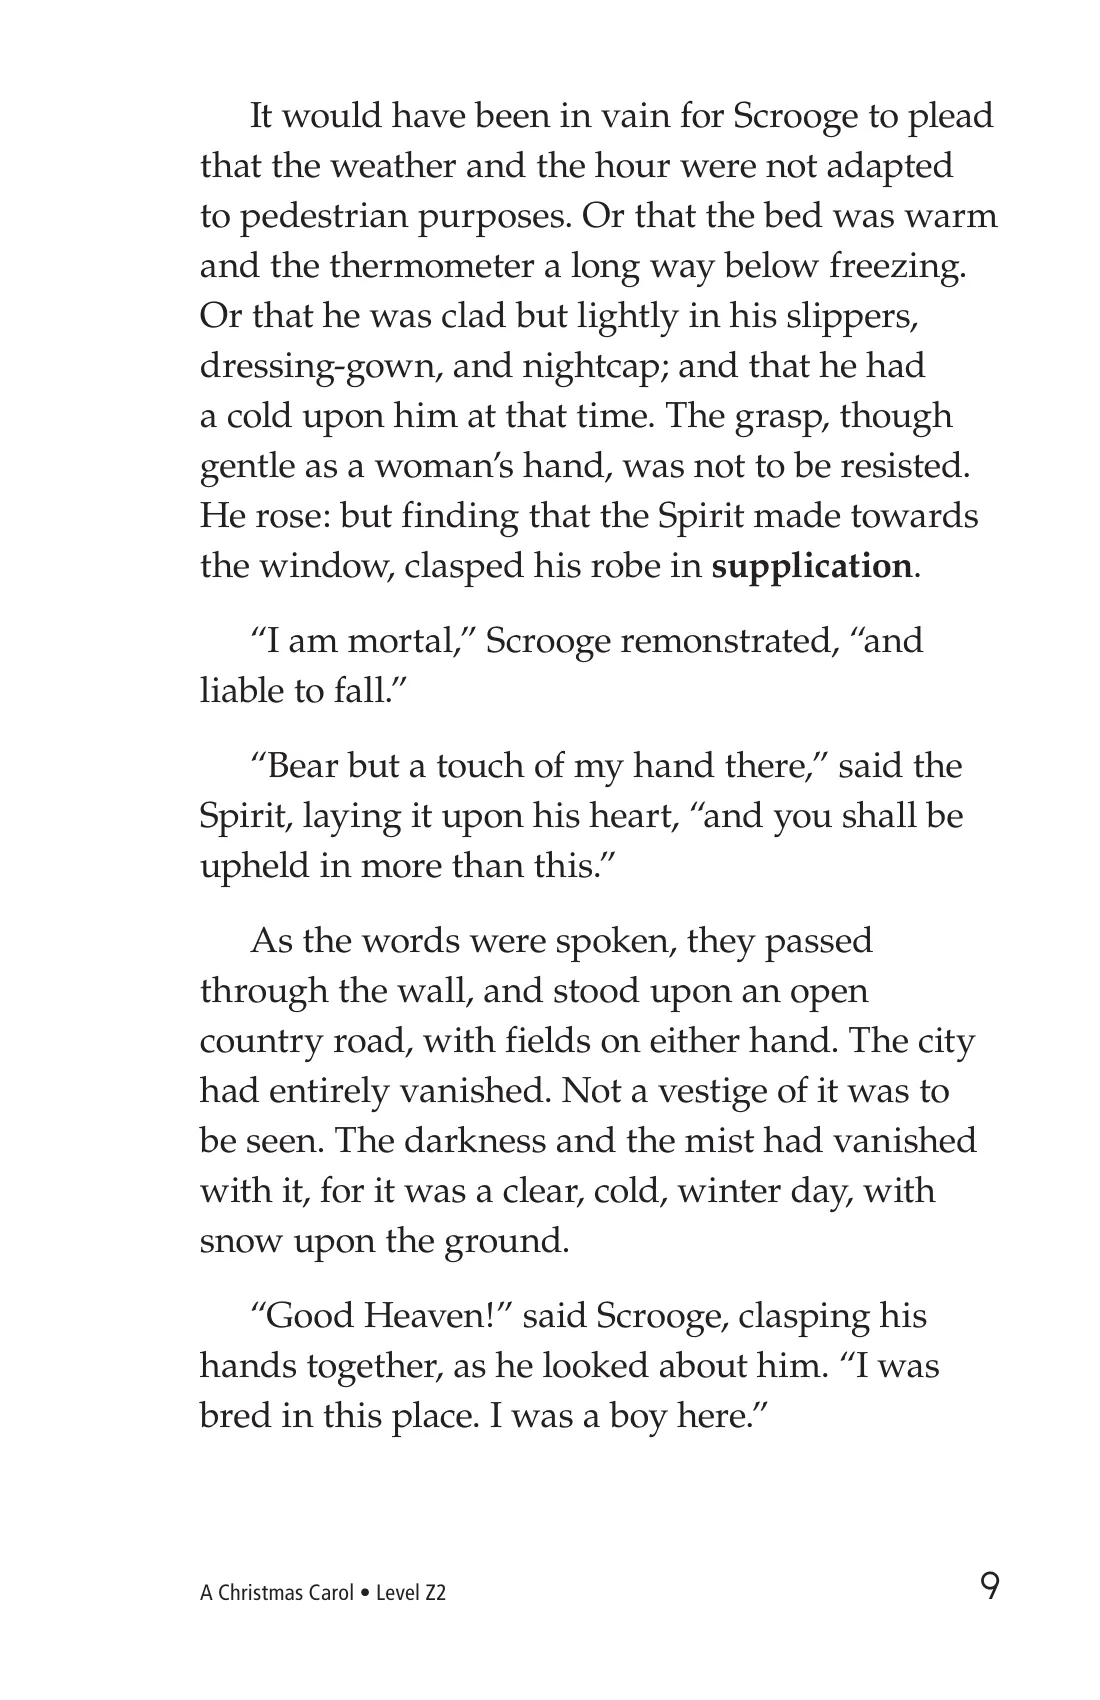 It would have been in vain for Scrooge to plead
that the weather and the hour were not adapted
to pedestrian purposes. Or that the bed was warm
and the thermometer a long way below freezing.
Or that he was clad but lightly in his slippers,
dressing-gown, and nightcap; and that he had
a cold upon him at that time. The grasp, though
gentle as a woman’s hand, was not to be resisted.
He rose: but finding that the Spirit made towards
the window, clasped his robe in supplication.
“I am mortal,” Scrooge remonstrated, “and
liable to fall.”
“Bear but a touch of my hand there,” said the
Spirit, laying it upon his heart, “and you shall be
upheld in more than this.”
As the words were spoken, they passed
through the wall, and stood upon an open
country road, with fields on either hand. The city
had entirely vanished. Not a vestige of it was to
be seen. The darkness and the mist had vanished
with it, for it was a clear, cold, winter day, with
snow upon the ground.
“Good Heaven!” said Scrooge, clasping his
hands together, as he looked about him. “I was
bred in this place. I was a boy here.”
A Christmas Carol • Level Z2
9